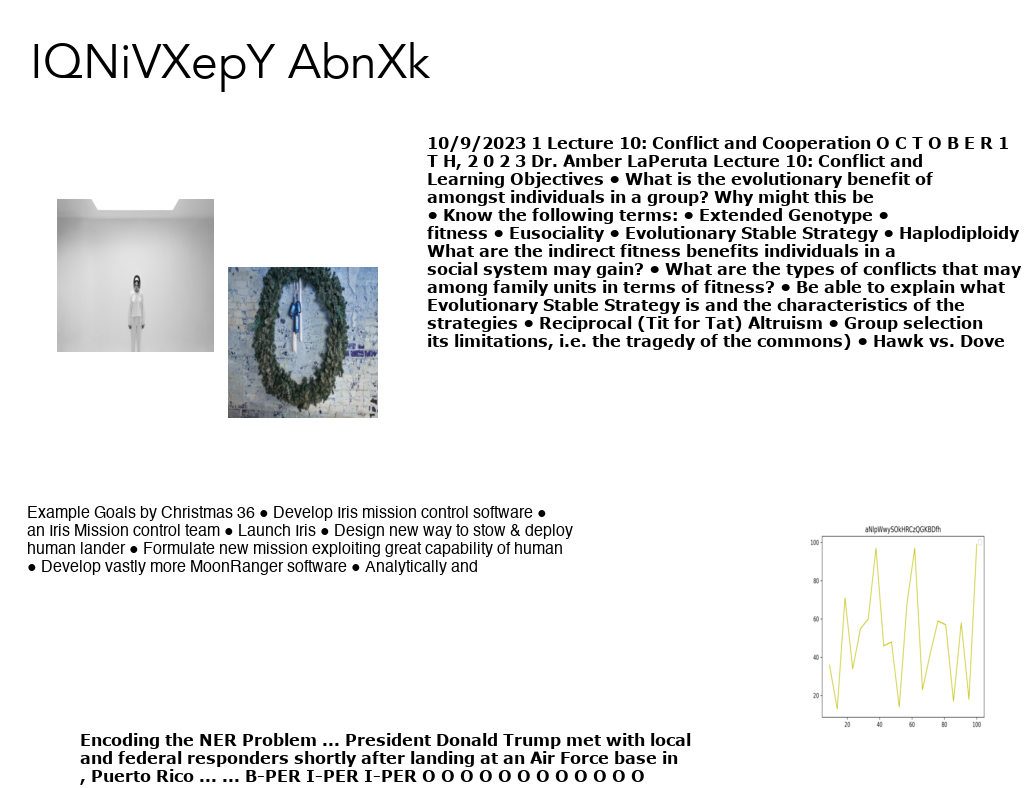 IQNiVXepY AbnXk
10/9/2023 1 Lecture 10: Conflict and Cooperation O C T O B E R 1
T H, 2 0 2 3 Dr. Amber LaPeruta Lecture 10: Conflict and
Learning Objectives ● What is the evolutionary benefit of
amongst individuals in a group? Why might this be
● Know the following terms: ● Extended Genotype ●
fitness ● Eusociality ● Evolutionary Stable Strategy ● Haplodiploidy
What are the indirect fitness benefits individuals in a
social system may gain? ● What are the types of conflicts that may
among family units in terms of fitness? ● Be able to explain what
Evolutionary Stable Strategy is and the characteristics of the
strategies ● Reciprocal (Tit for Tat) Altruism ● Group selection
its limitations, i.e. the tragedy of the commons) ● Hawk vs. Dove
Example Goals by Christmas 36 ● Develop Iris mission control software ●
an Iris Mission control team ● Launch Iris ● Design new way to stow & deploy
human lander ● Formulate new mission exploiting great capability of human
● Develop vastly more MoonRanger software ● Analytically and
aNlpWwySOkHRCzQGKBDfh
100
80
60
40
20
20 40 60 80 100
Encoding the NER Problem ... President Donald Trump met with local
and federal responders shortly after landing at an Air Force base in
, Puerto Rico ... ... B-PER I-PER I-PER O O O O O O O O O O O O